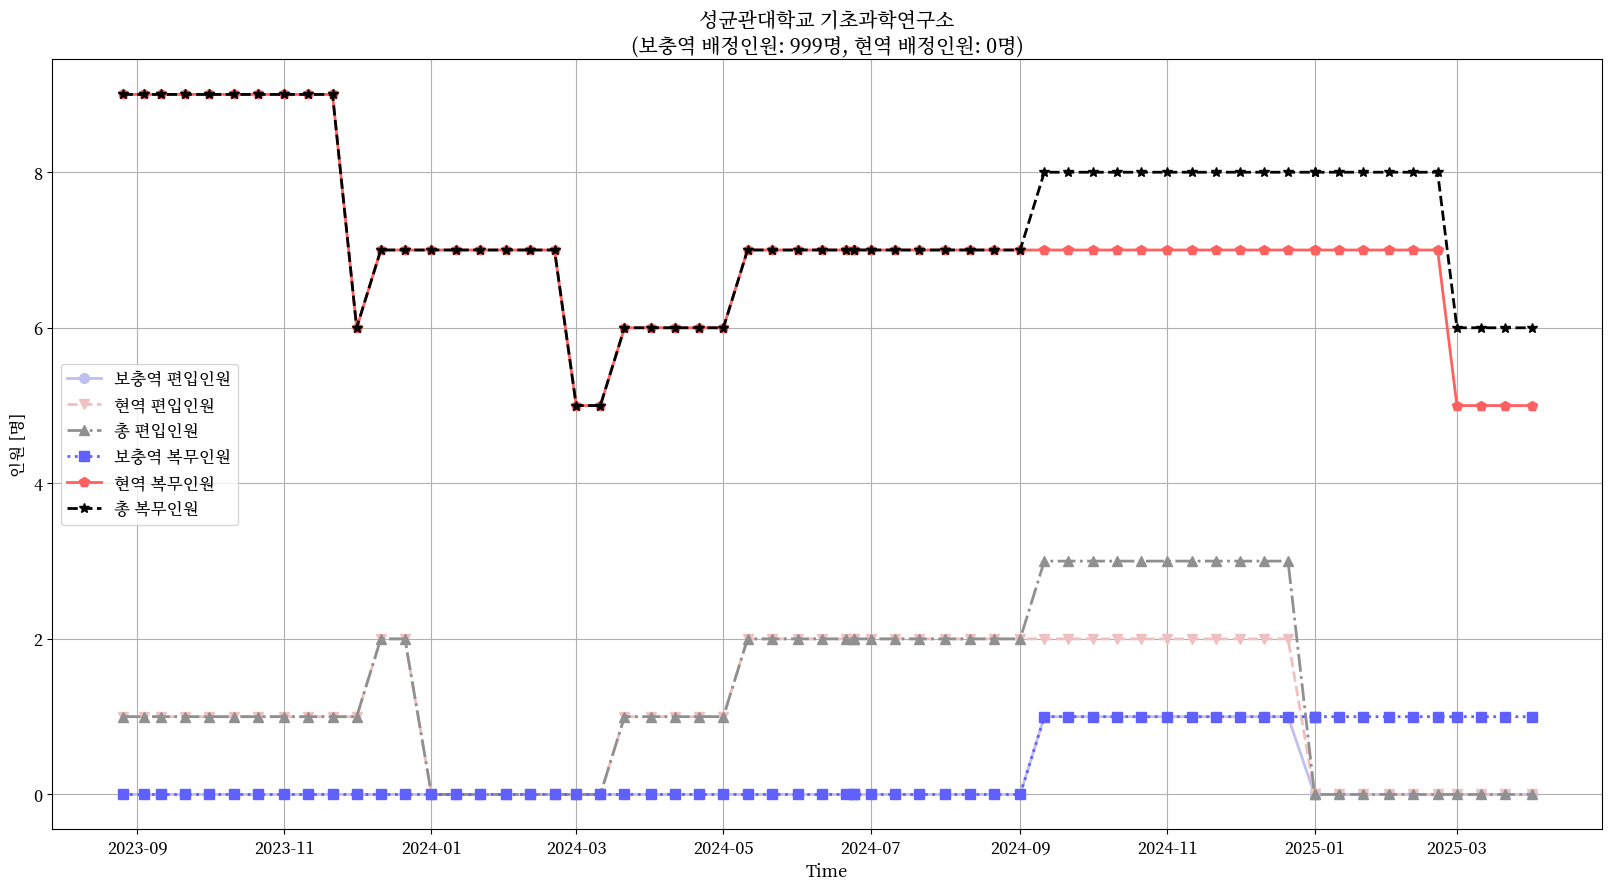 성균관대학교 기초과학연구소
(보충역 배정인원: 999명, 현역 배정인원: 0명)
인원 [명]
8
6
4
2
0
보충역 편입인원
현역 편입인원
총 편입인원
보충역 복무인원
현역 복무인원
총 복무인원
2023-09 2023-11 2024-01 2024-03 2024-05 2024-07 2024-09 2024-11 2025-01 2025-03
Time